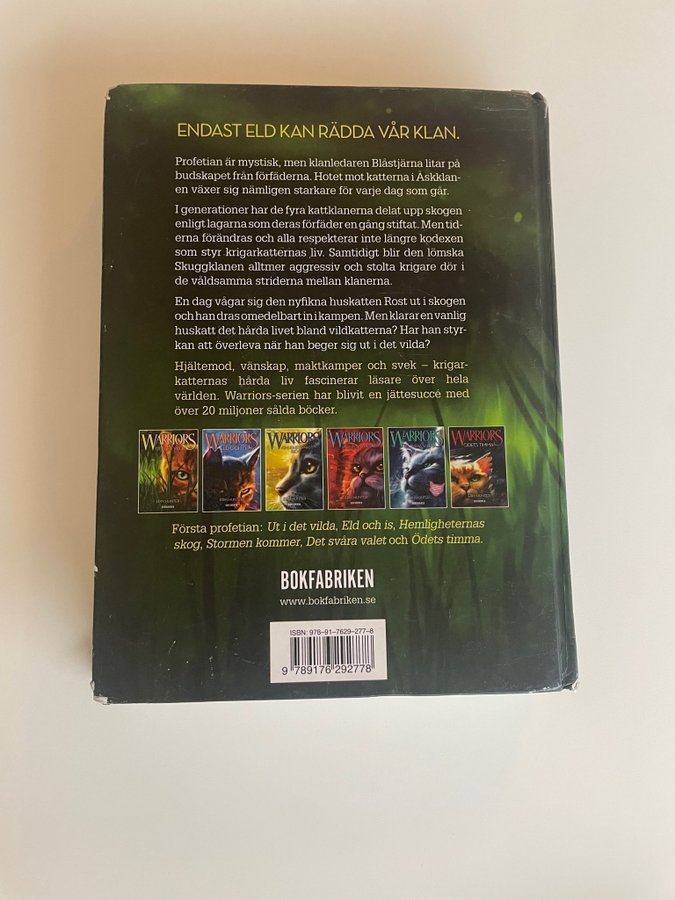 ENDAST ELD KAN RÄDDA VÅR KLAN.
Profetian är mystisk, men klanledaren Blåstjärna litar på
budskapet från förfäderna. Hotet mot katterna i Åskklan-
en växer sig nämligen starkare för varje dag som går.
I generationer har de fyra kattklanerna delat upp skogen
enligt lagarna som deras förfäder en gång stiftat. Men tid-
erna förändras och alla respekterar inte längre kodexen
som styr krigarkatternas liv. Samtidigt blir den lömska
Skuggklanen alltmer aggressiv och stolta krigare dör i
de våldsamma striderna mellan klanerna.
En dag vågar sig den nyfikna huskatten Rost ut i skogen
och han dras omedelbart in i kampen. Men klarar en vanlig
huskatt det hårda livet bland vildkatterna? Har han styr-
kan att överleva när han beger sig ut i det vilda?
Hjältemod, vänskap, maktkamper och svek – krigar-
katternas hårda liv fascinerar läsare över hela
världen. Warriors-serien har blivit en jättesuccé med
över 20 miljoner sålda böcker.
WARRIORS WARRIORS WARRIORS WARRIORS WARRIORS WARRIORS
ÖDETS TIMMA
Första profetian: Ut i det vilda, Eld och is, Hemligheternas
skog, Stormen kommer, Det svåra valet och Ödets timma.
BOKFABRIKEN
www.bokfabriken.se
ISBN: 978-91-7629-277-8
9 789176 292778